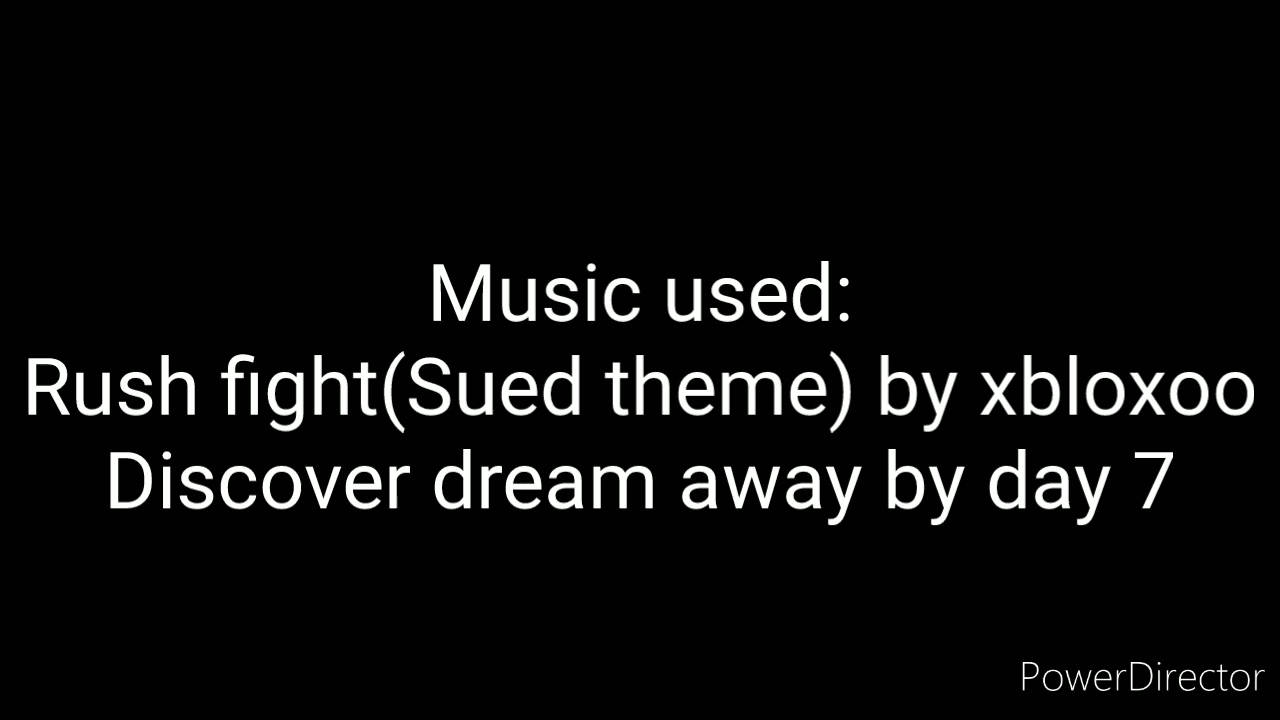 Music used:
Rush fight(Sued theme) by xbloxoo
Discover dream away by day 7
PowerDirector